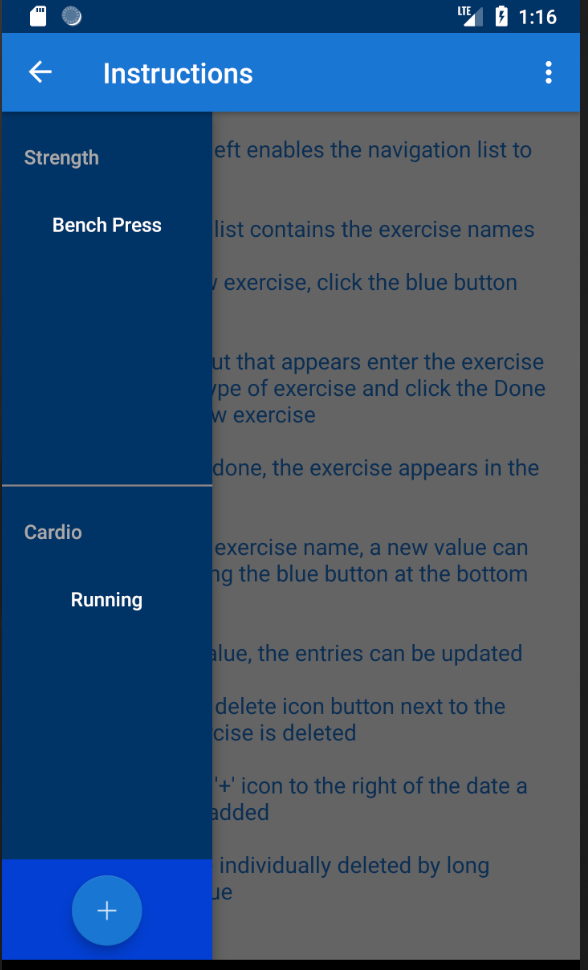 LTE 1:16
Instructions
Strength
Bench Press
Cardio
Running
+
eft enables the navigation list to
list contains the exercise names
exercise, click the blue button
ut that appears enter the exercise
ype of exercise and click the Done
w exercise
done, the exercise appears in the
exercise name, a new value can
ng the blue button at the bottom
alue, the entries can be updated
delete icon button next to the
cise is deleted
'+' icon to the right of the date a
added
individually deleted by long
ue